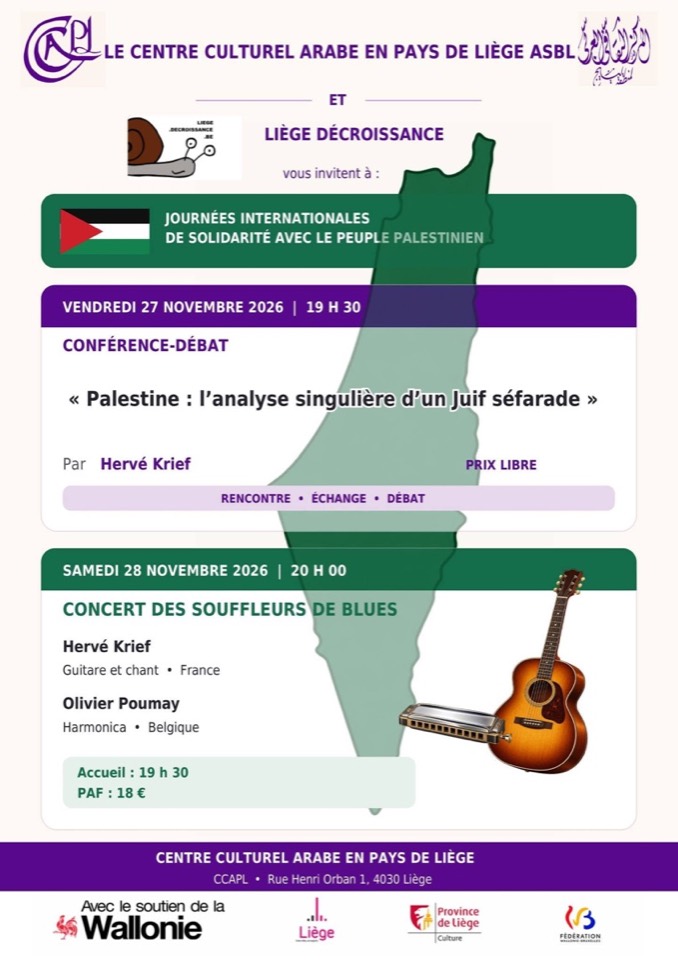 LE CENTRE CULTUREL ARABE EN PAYS DE LIÈGE ASBL
ET
LIEGE
.DECROISSANCE
.BE
LIÈGE DÉCROISSANCE
vous invitent à :
JOURNÉES INTERNATIONALES
DE SOLIDARITÉ AVEC LE PEUPLE PALESTINIEN
VENDREDI 27 NOVEMBRE 2026 | 19 H 30
CONFÉRENCE-DÉBAT
« Palestine : l’analyse singulière d’un Juif séfarade »
Par Hervé Krief
PRIX LIBRE
RENCONTRE • ÉCHANGE • DÉBAT
SAMEDI 28 NOVEMBRE 2026 | 20 H 00
CONCERT DES SOUFFLEURS DE BLUES
Hervé Krief
Guitare et chant • France
Olivier Poumay
Harmonica • Belgique
Accueil : 19 h 30
PAF : 18 €
CENTRE CULTUREL ARABE EN PAYS DE LIÈGE
CCAPL • Rue Henri Orban 1, 4030 Liège
Avec le soutien de la
Wallonie
Liège
Province
de Liège
Culture
FÉDÉRATION
WALLONIE-BRUXELLES